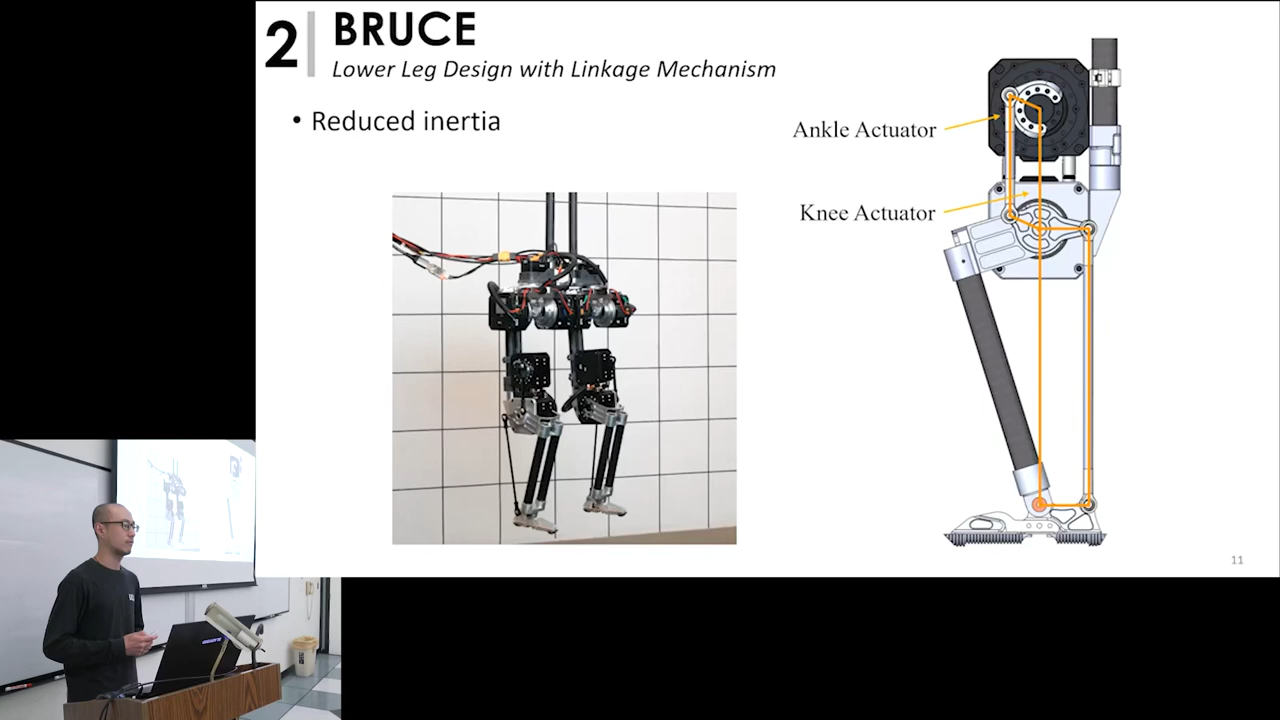 2
BRUCE
Lower Leg Design with Linkage Mechanism
• Reduced inertia
Ankle Actuator
Knee Actuator
11